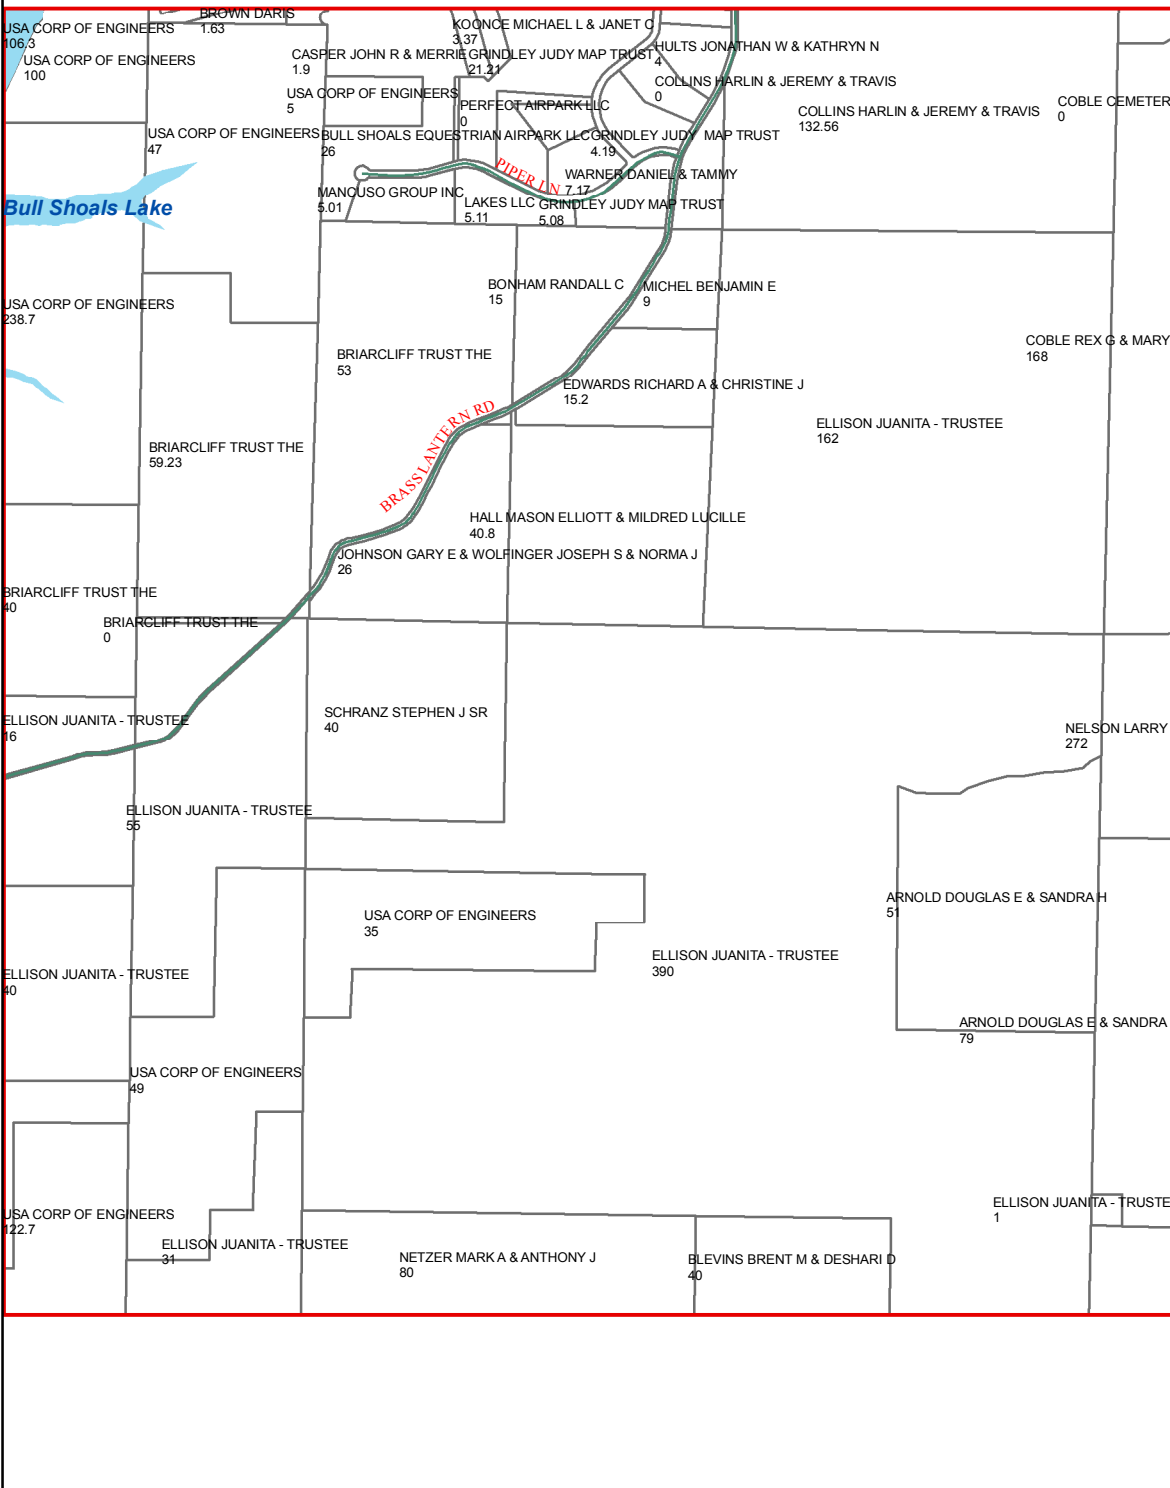 BROWN DARIS
1.63
USA CORP OF ENGINEERS
106.3
USA CORP OF ENGINEERS
100
KOONCE MICHAEL L & JANET C
3.37
CASPER JOHN R & MERRIE
1.9
GRINDLEY JUDY MAP TRUST
21.21
HULTS JONATHAN W & KATHRYN N
4
COLLINS HARLIN & JEREMY & TRAVIS
0
USA CORP OF ENGINEERS
5
PERFECT AIRPARK LLC
0
COLLINS HARLIN & JEREMY & TRAVIS
132.56
COBLE CEMETER
0
USA CORP OF ENGINEERS
47
BULL SHOALS EQUESTRIAN AIRPARK LLC
26
GRINDLEY JUDY MAP TRUST
4.19
PIPER LN
WARNER DANIEL & TAMMY
7.17
MANCUSO GROUP INC
5.01
LAKES LLC
5.11
GRINDLEY JUDY MAP TRUST
5.08
Bull Shoals Lake
BONHAM RANDALL C
15
MICHEL BENJAMIN E
9
USA CORP OF ENGINEERS
238.7
COBLE REX G & MARY
168
BRIARCLIFF TRUST THE
53
EDWARDS RICHARD A & CHRISTINE J
15.2
BRASS LANTERN RD
ELLISON JUANITA - TRUSTEE
162
BRIARCLIFF TRUST THE
59.23
HALL MASON ELLIOTT & MILDRED LUCILLE
40.8
JOHNSON GARY E & WOLFINGER JOSEPH S & NORMA J
26
BRIARCLIFF TRUST THE
40
BRIARCLIFF TRUST THE
0
SCHRANZ STEPHEN J SR
40
ELLISON JUANITA - TRUSTEE
16
NELSON LARRY
272
ELLISON JUANITA - TRUSTEE
55
ARNOLD DOUGLAS E & SANDRA H
51
USA CORP OF ENGINEERS
35
ELLISON JUANITA - TRUSTEE
390
ELLISON JUANITA - TRUSTEE
40
ARNOLD DOUGLAS E & SANDRA
79
USA CORP OF ENGINEERS
49
ELLISON JUANITA - TRUSTE
1
USA CORP OF ENGINEERS
122.7
ELLISON JUANITA - TRUSTEE
31
NETZER MARK A & ANTHONY J
80
BLEVINS BRENT M & DESHARI D
40